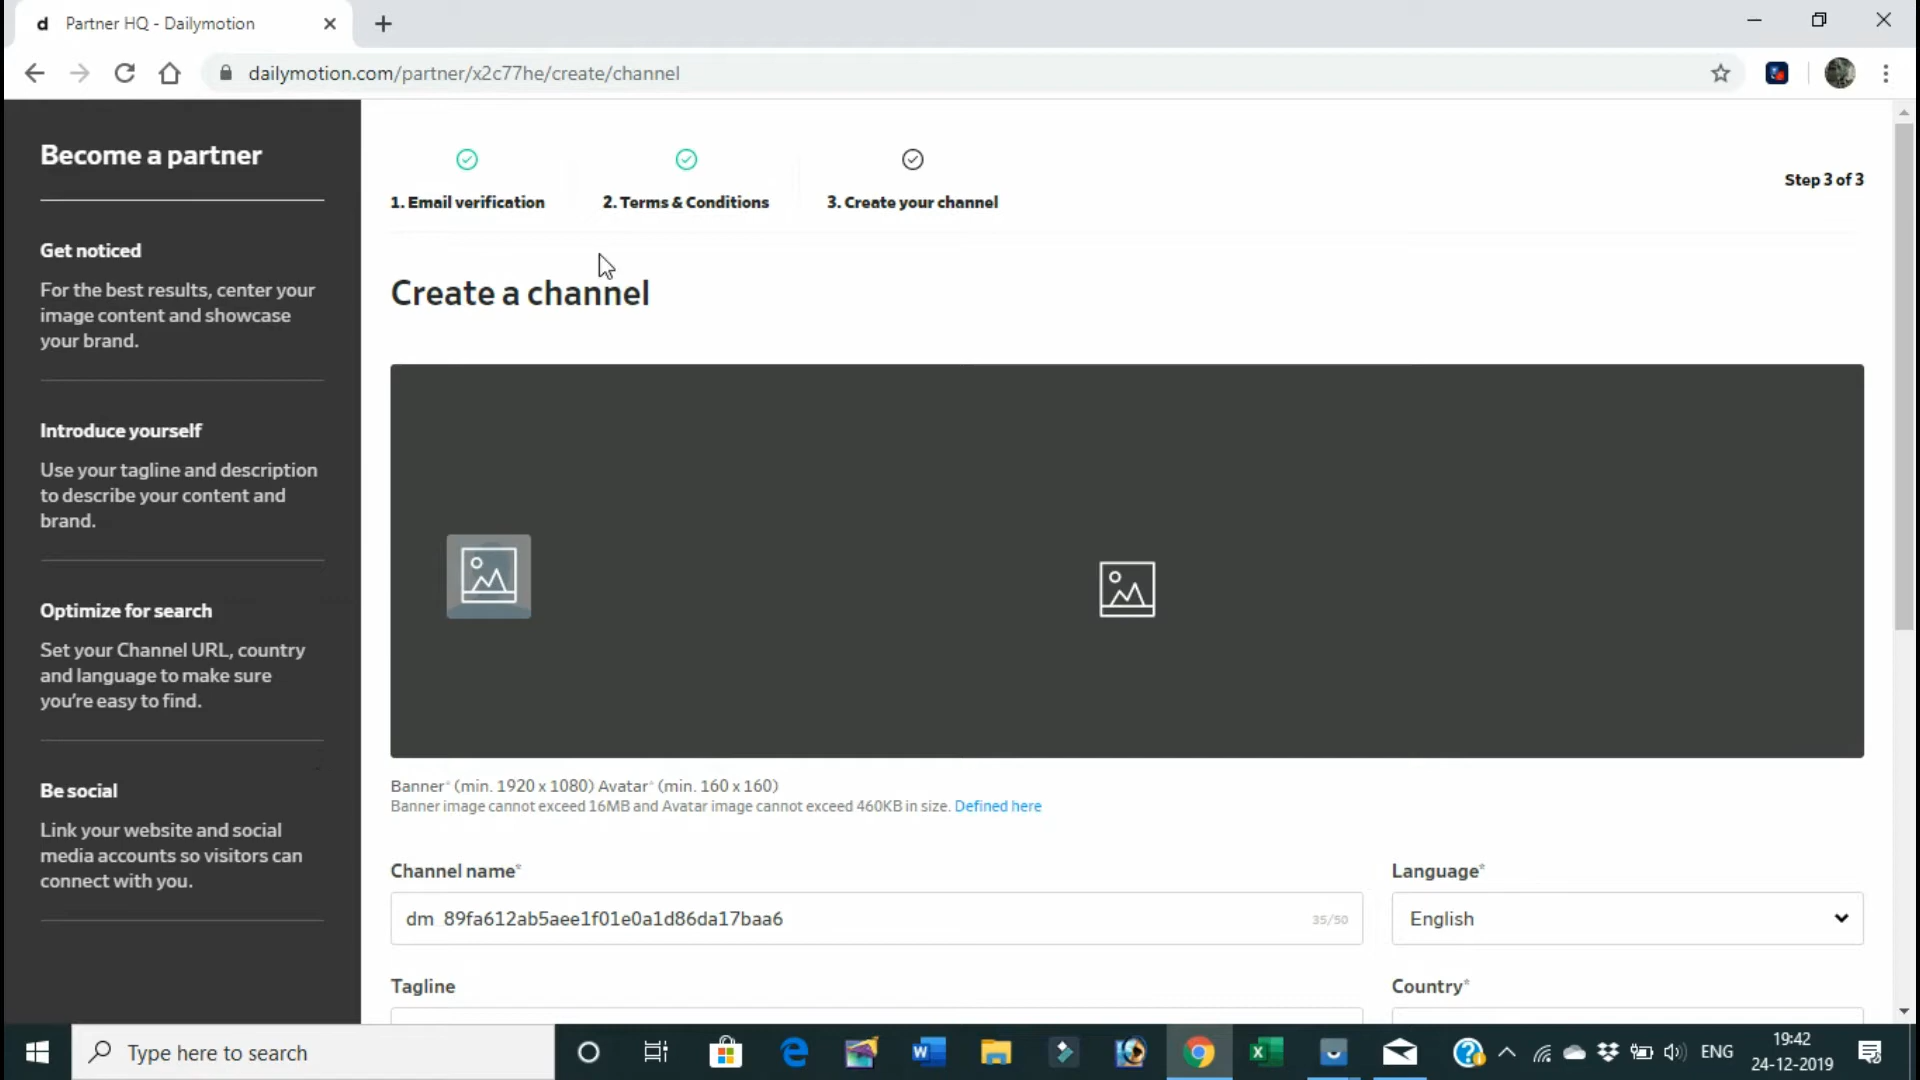 d Partner HQ - Dailymotion
dailymotion.com/partner/x2c77he/create/channel
Become a partner
Get noticed
For the best results, center your
image content and showcase
your brand.
Introduce yourself
Use your tagline and description
to describe your content and
brand.
Optimize for search
Set your Channel URL, country
and language to make sure
you're easy to find.
Be social
Link your website and social
media accounts so visitors can
connect with you.
1. Email verification
2. Terms & Conditions
3. Create your channel
Step 3 of 3
Create a channel
Banner* (min. 1920 x 1080) Avatar* (min. 160 x 160)
Banner image cannot exceed 16MB and Avatar image cannot exceed 460KB in size. Defined here
Channel name*
dm 89fa612ab5aee1f01e0a1d86da17baa6
35/50
Language*
English
Tagline
Country*
Type here to search
ENG
19:42
24-12-2019